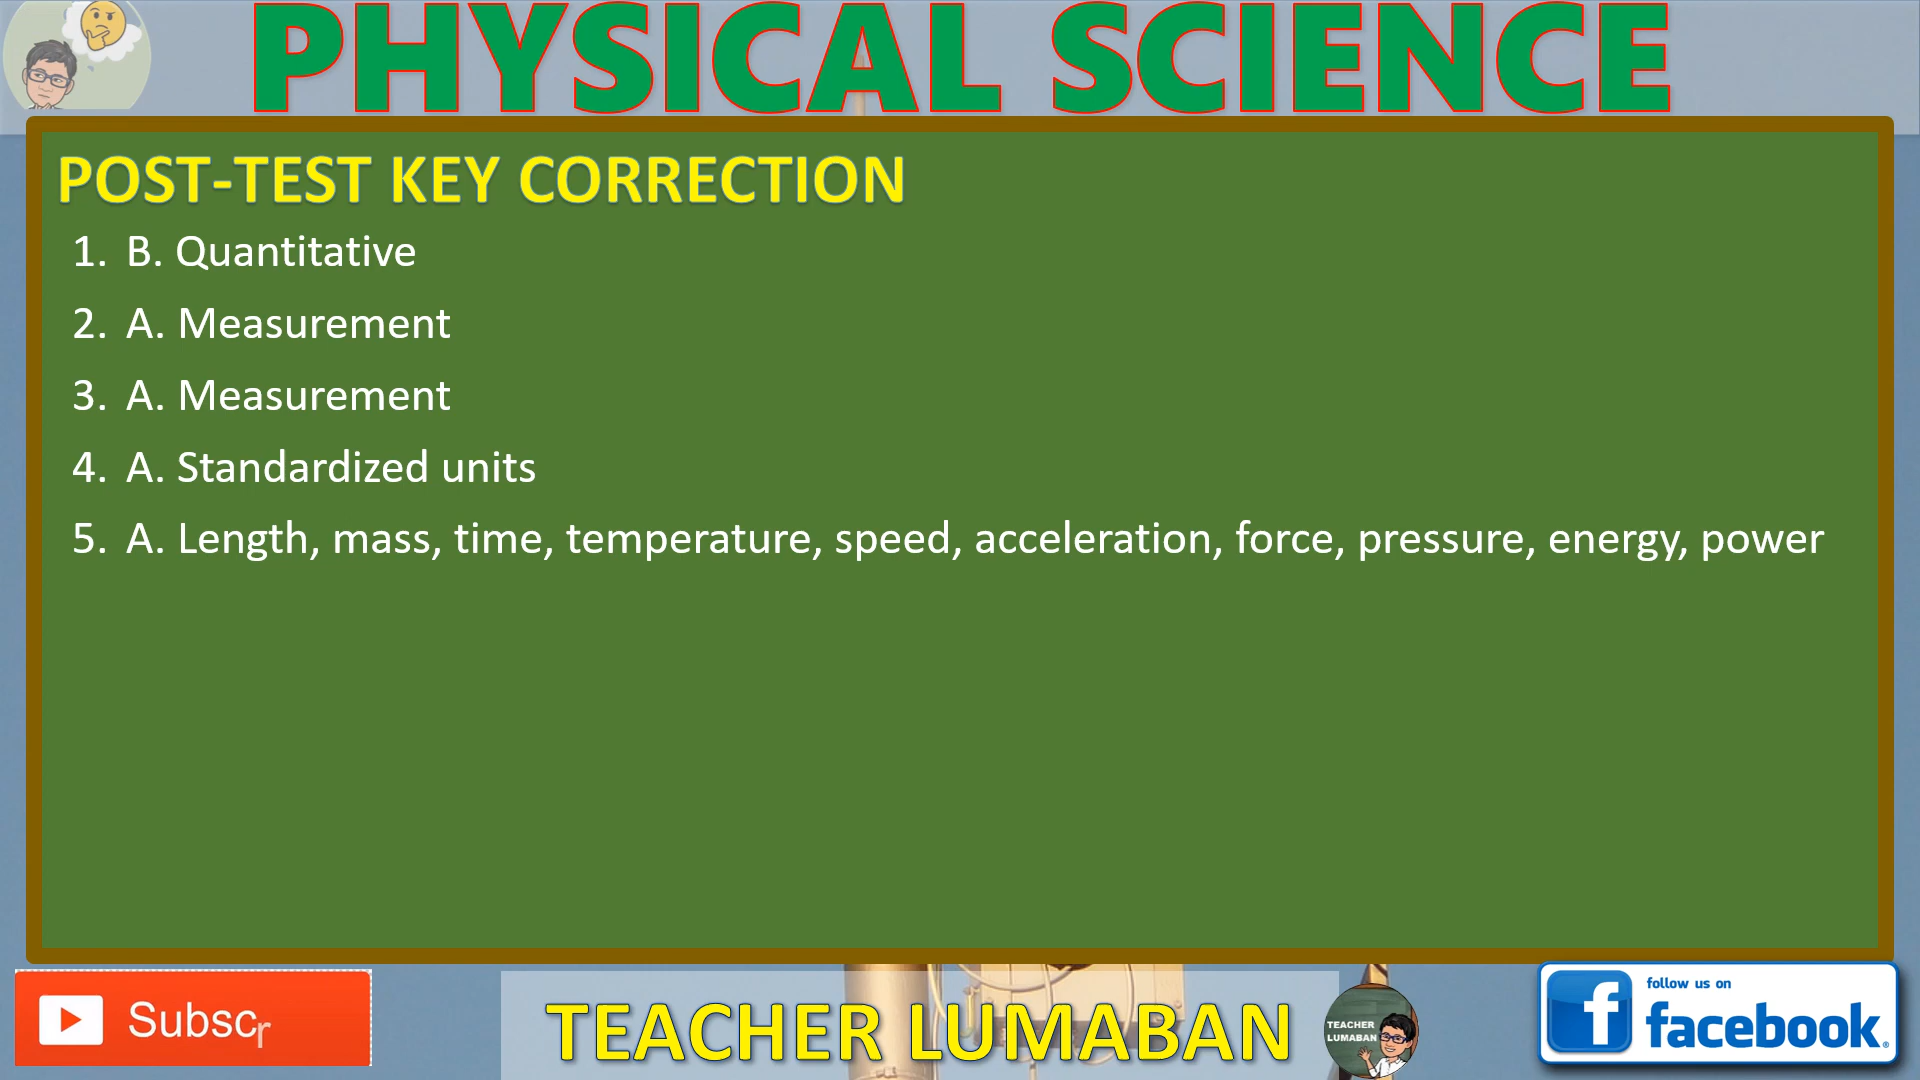 PHYSICAL SCIENCE
POST-TEST KEY CORRECTION
1. B. Quantitative
2. A. Measurement
3. A. Measurement
4. A. Standardized units
5. A. Length, mass, time, temperature, speed, acceleration, force, pressure, energy, power
Subscr
TEACHER LUMABAN
TEACHER
LUMABAN
follow us on
facebook.